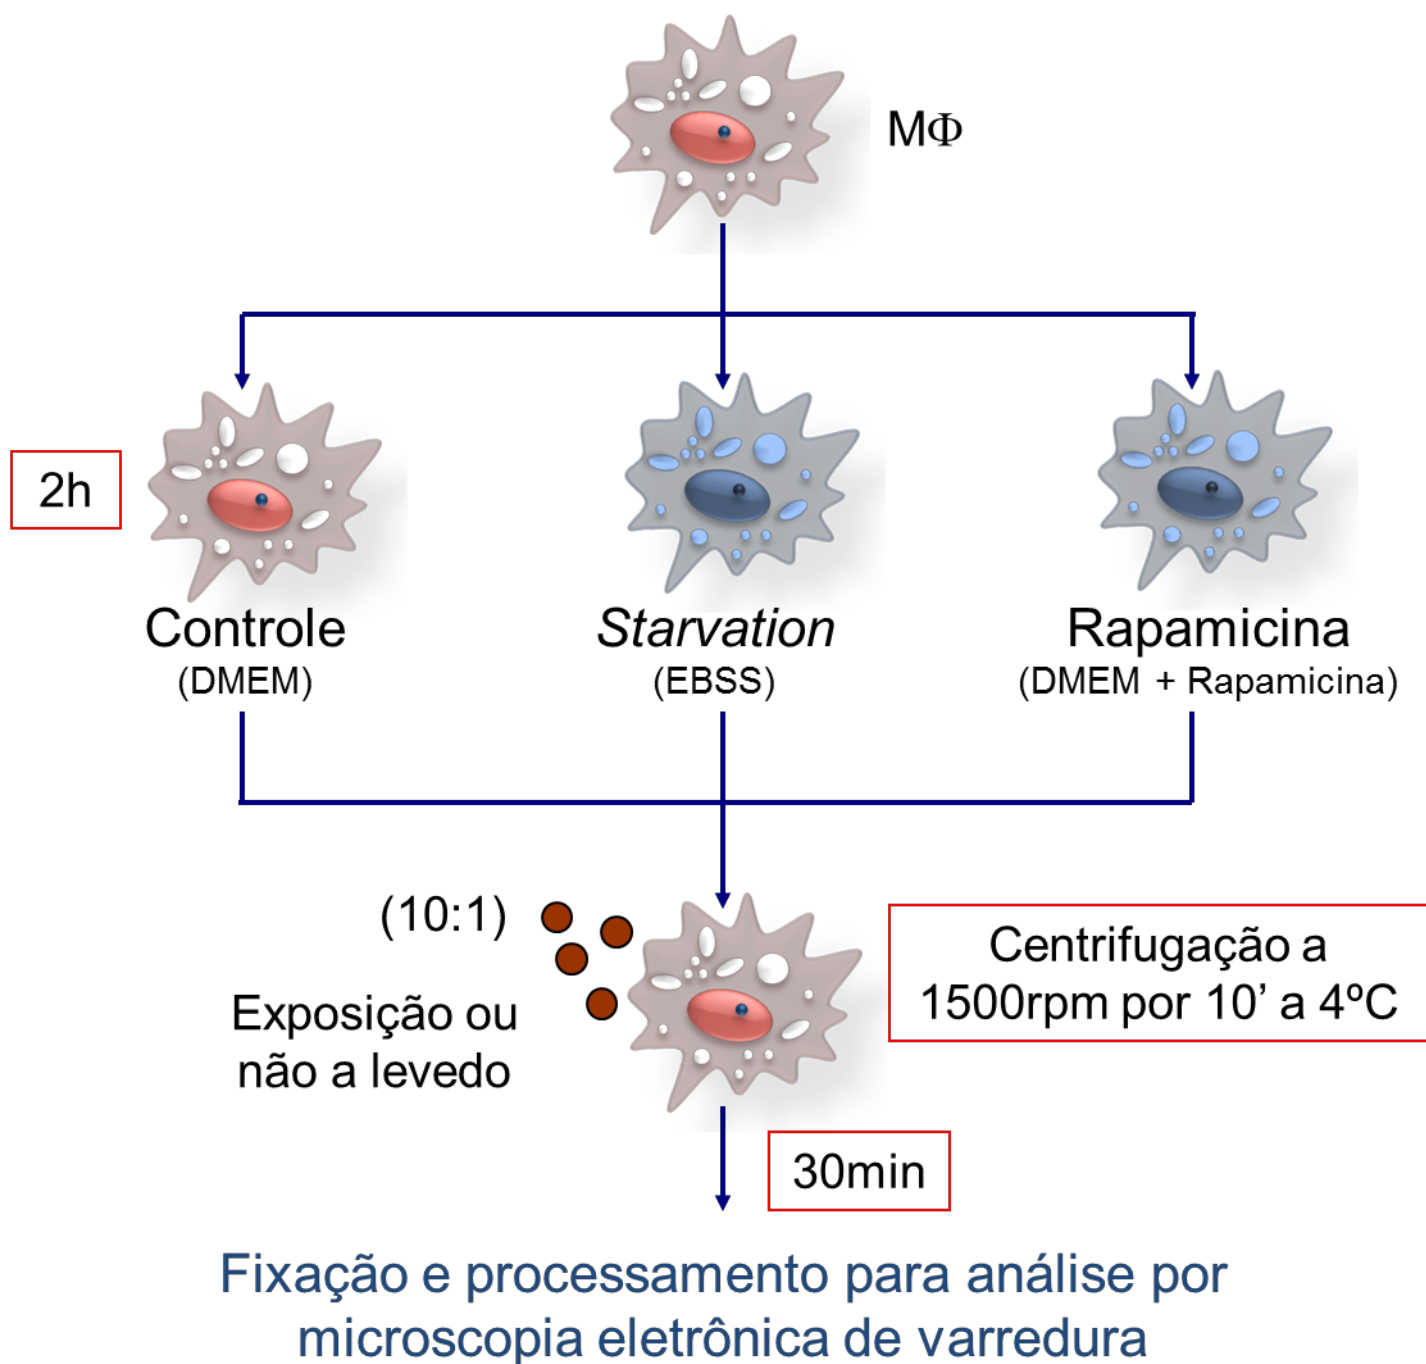 MΦ
2h
Controle
(DMEM)
Starvation
(EBSS)
Rapamicina
(DMEM + Rapamicina)
(10:1)
Exposição ou
não a levedo
Centrifugação a
1500rpm por 10’ a 4ºC
30min
Fixação e processamento para análise por
microscopia eletrônica de varredura